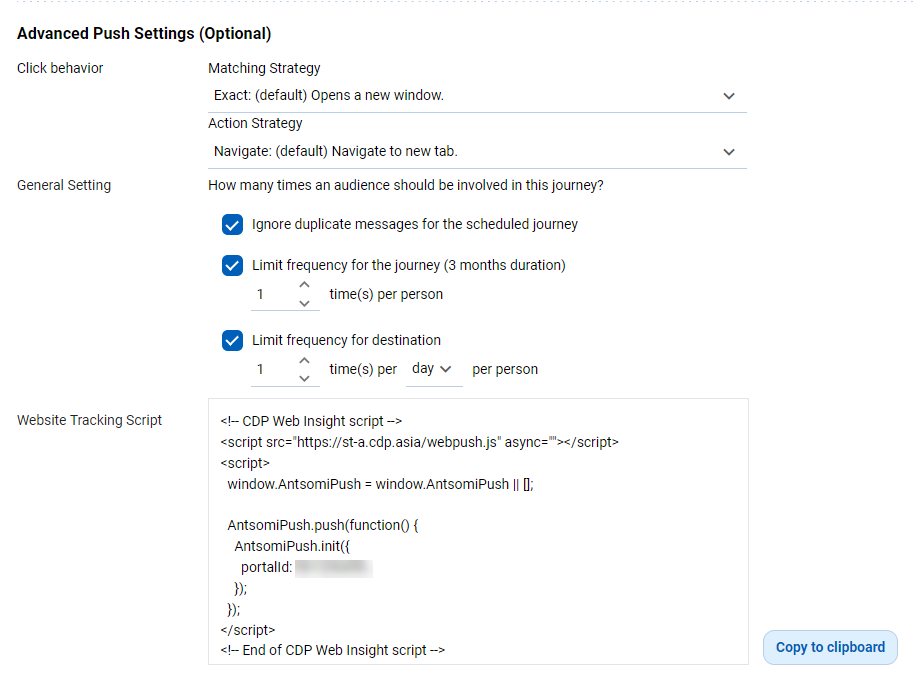 Advanced Push Settings (Optional)
Click behavior
Matching Strategy
Exact: (default) Opens a new window.
Action Strategy
Navigate: (default) Navigate to new tab.
General Setting
How many times an audience should be involved in this journey?
Ignore duplicate messages for the scheduled journey
Limit frequency for the journey (3 months duration)
1 time(s) per person
Limit frequency for destination
1 time(s) per day per person
Website Tracking Script
<!-- CDP Web Insight script -->
<script src="https://st-a.cdp.asia/webpush.js" async=""></script>
<script>
window.AntsomiPush = window.AntsomiPush || [];
AntsomiPush.push(function() {
AntsomiPush.init({
portalId:
});
});
</script>
<!-- End of CDP Web Insight script -->
Copy to clipboard